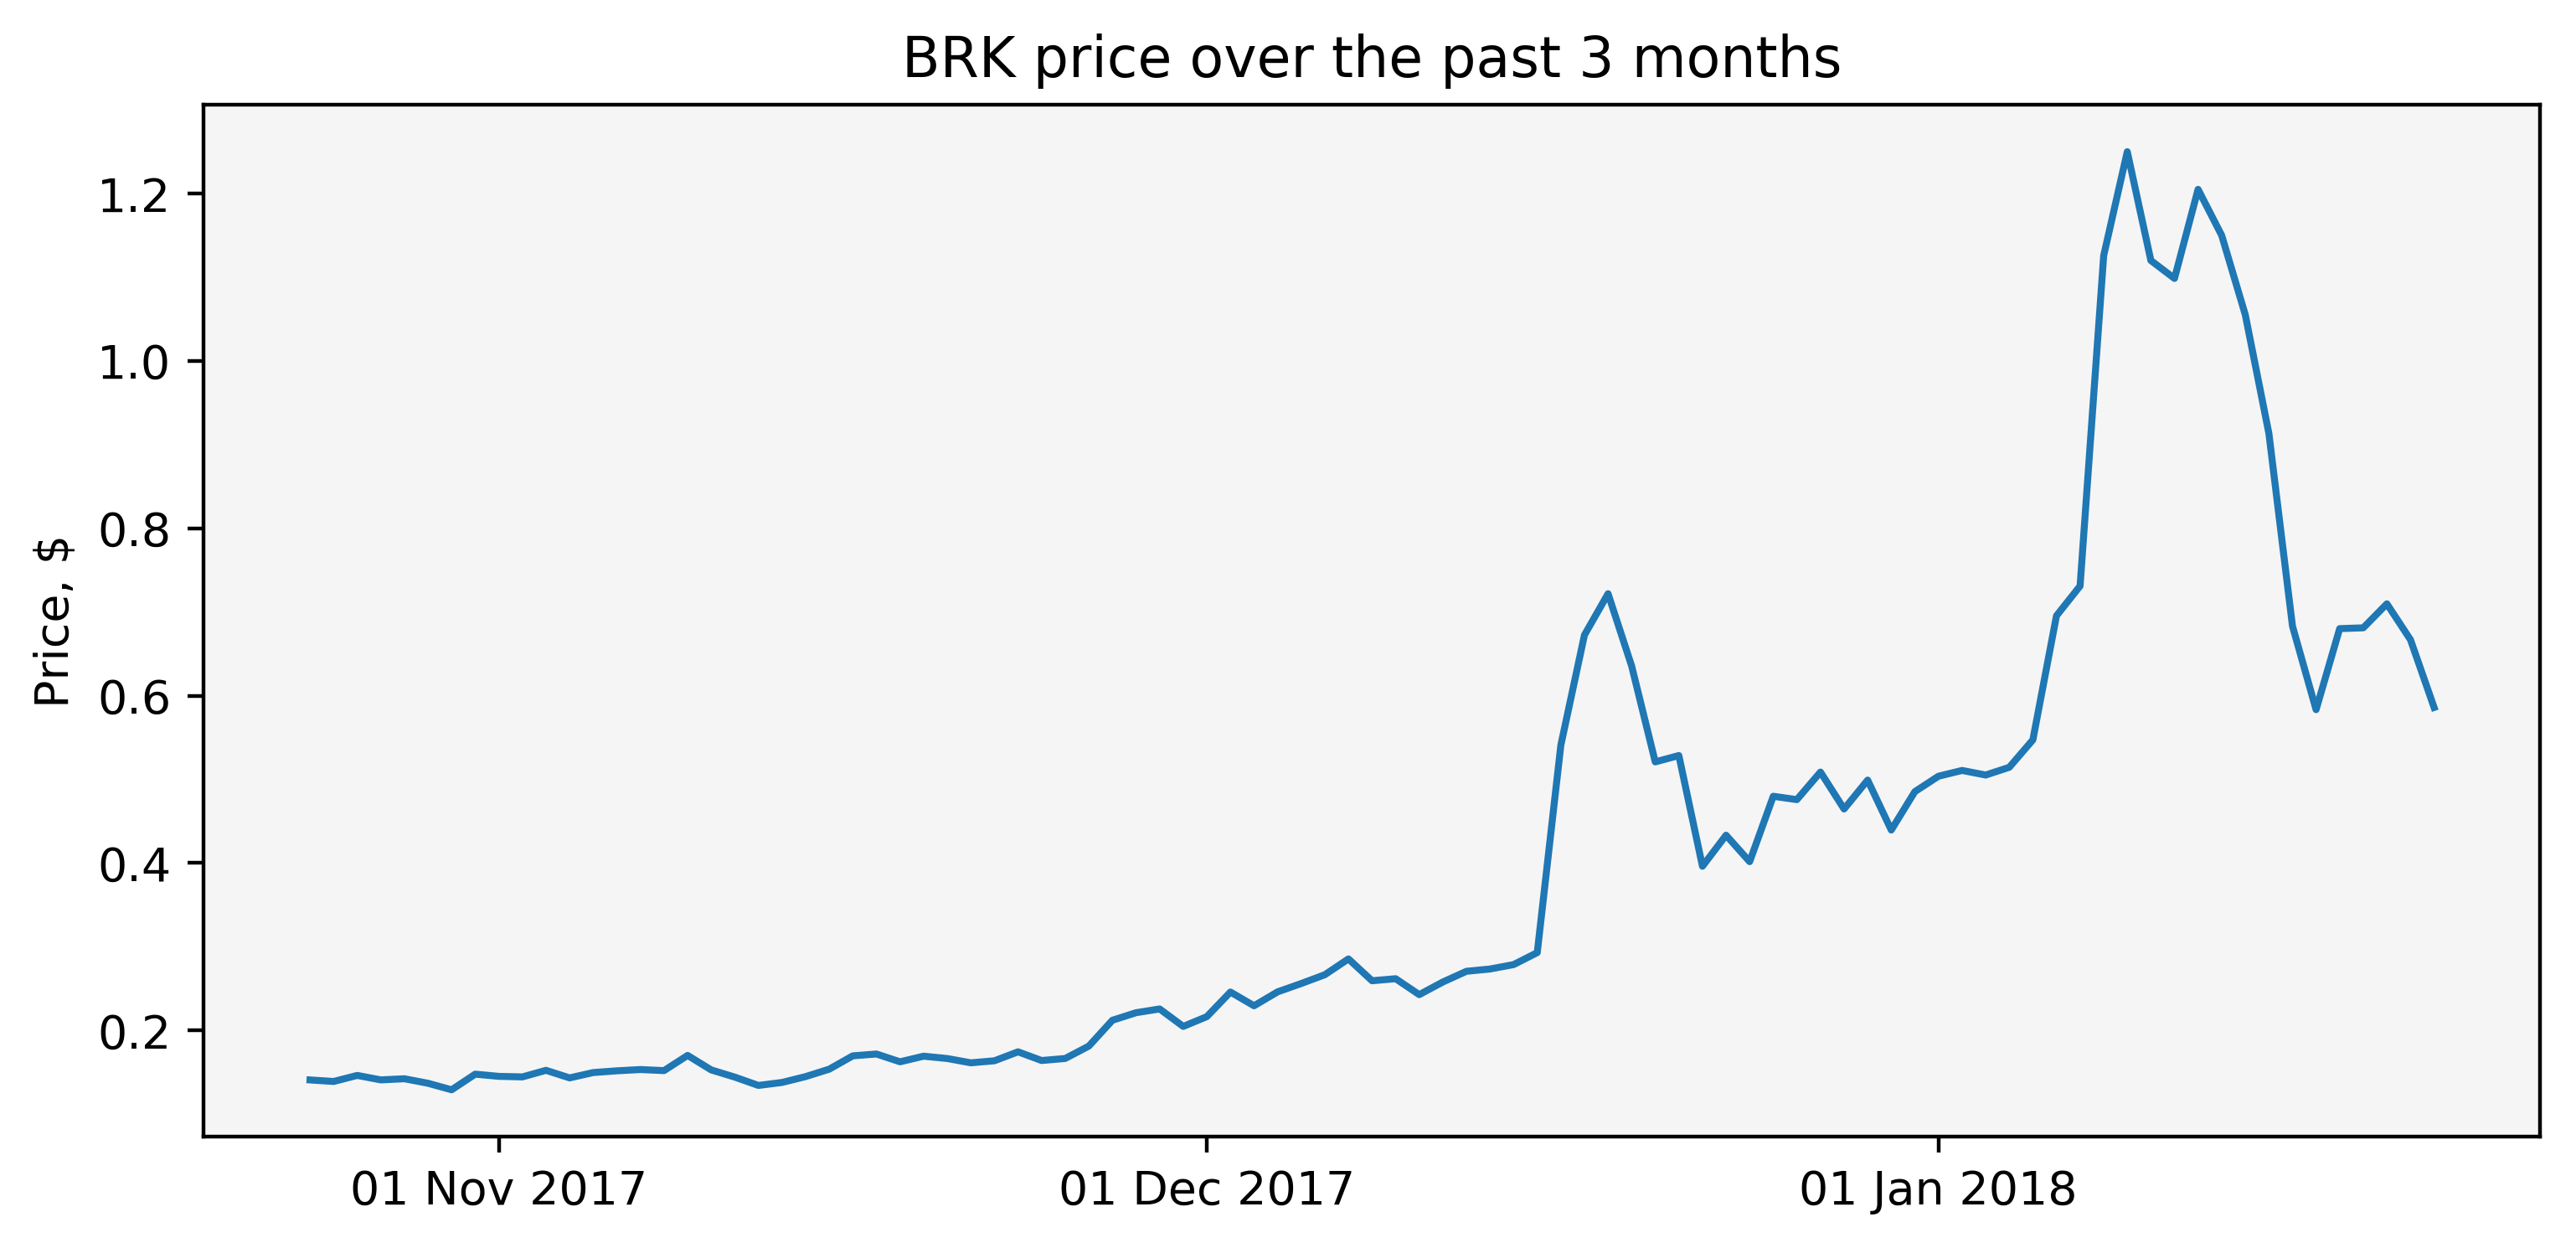 BRK price over the past 3 months
Price, $
1.2
1.0
0.8
0.6
0.4
0.2
01 Nov 2017
01 Dec 2017
01 Jan 2018